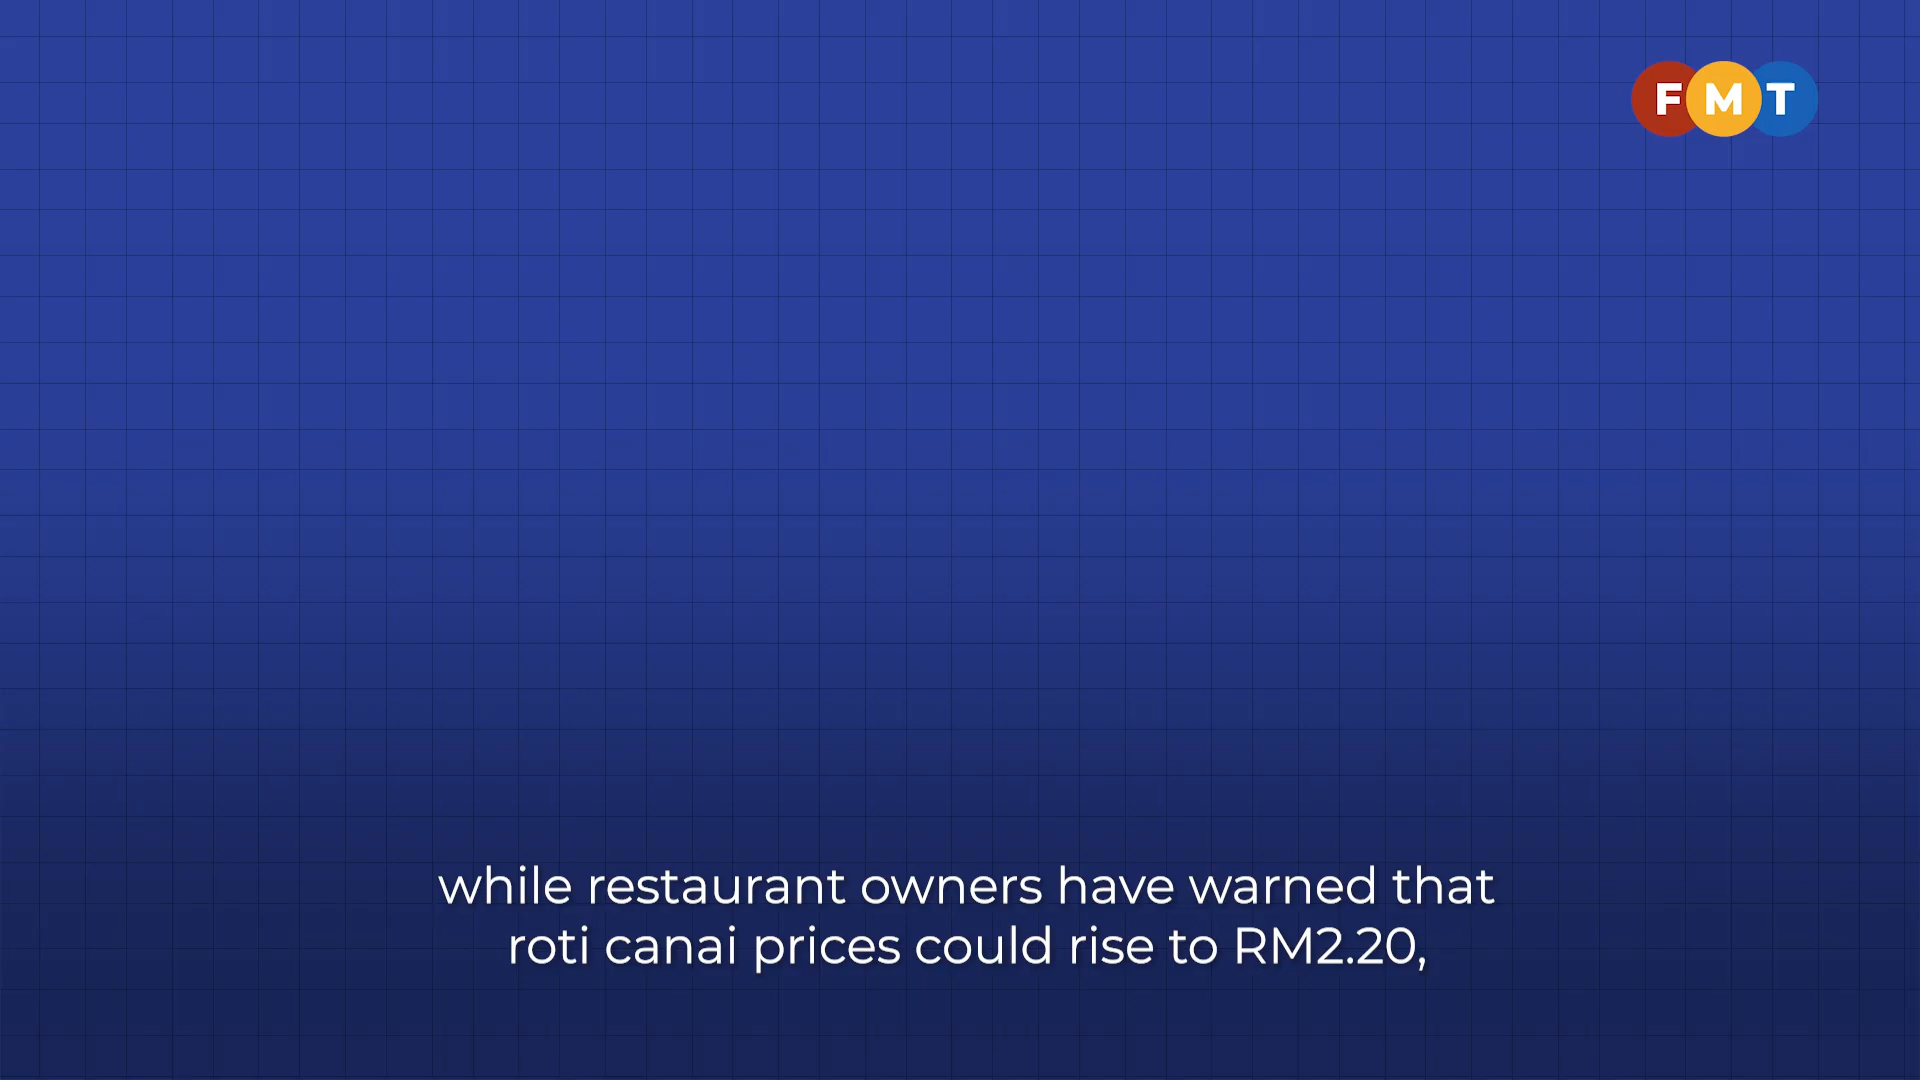 FMT
while restaurant owners have warned that
roti canai prices could rise to RM2.20,